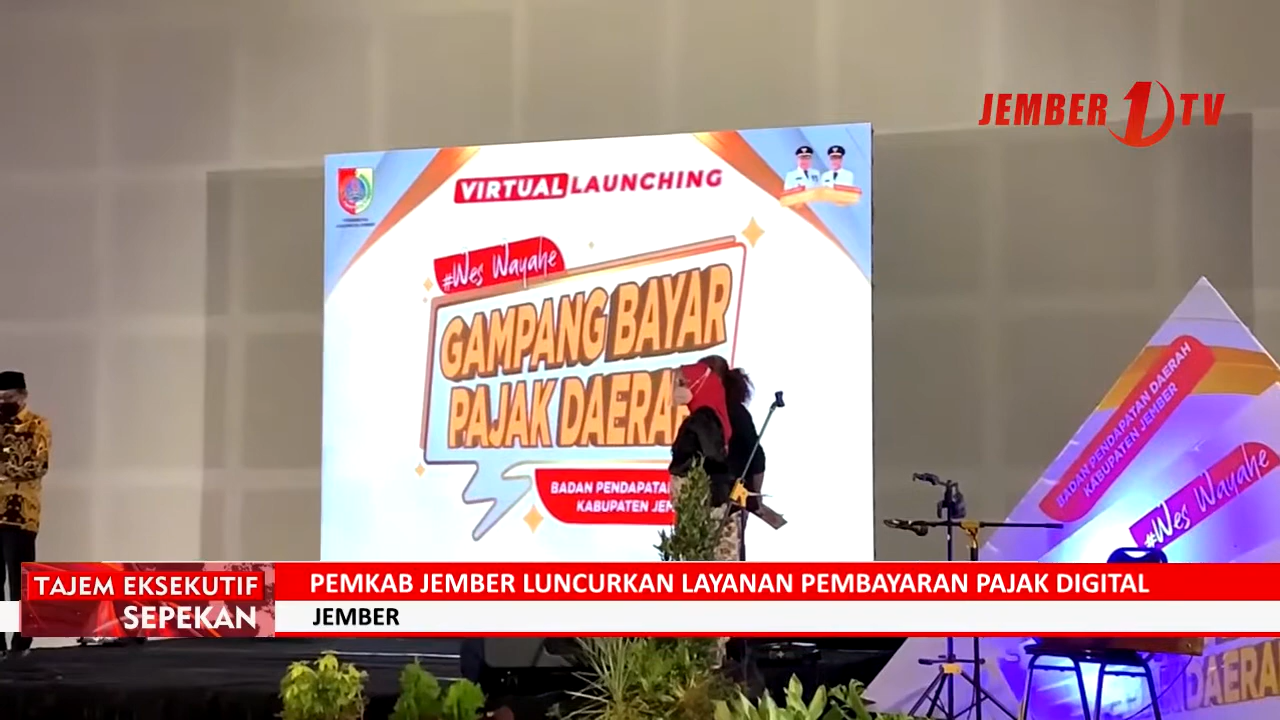 JEMBER 1 TV
VIRTUAL LAUNCHING
#Wes Wayahe
GAMPANG BAYAR
PAJAK DAERAH
BADAN PENDAPATAN
KABUPATEN JEM
BADAN PENDAPATAN DAERAH
KABUPATEN JEMBER
#Wes Wayahe
DAERA
TAJEM EKSEKUTIF
SEPEKAN
PEMKAB JEMBER LUNCURKAN LAYANAN PEMBAYARAN PAJAK DIGITAL
JEMBER